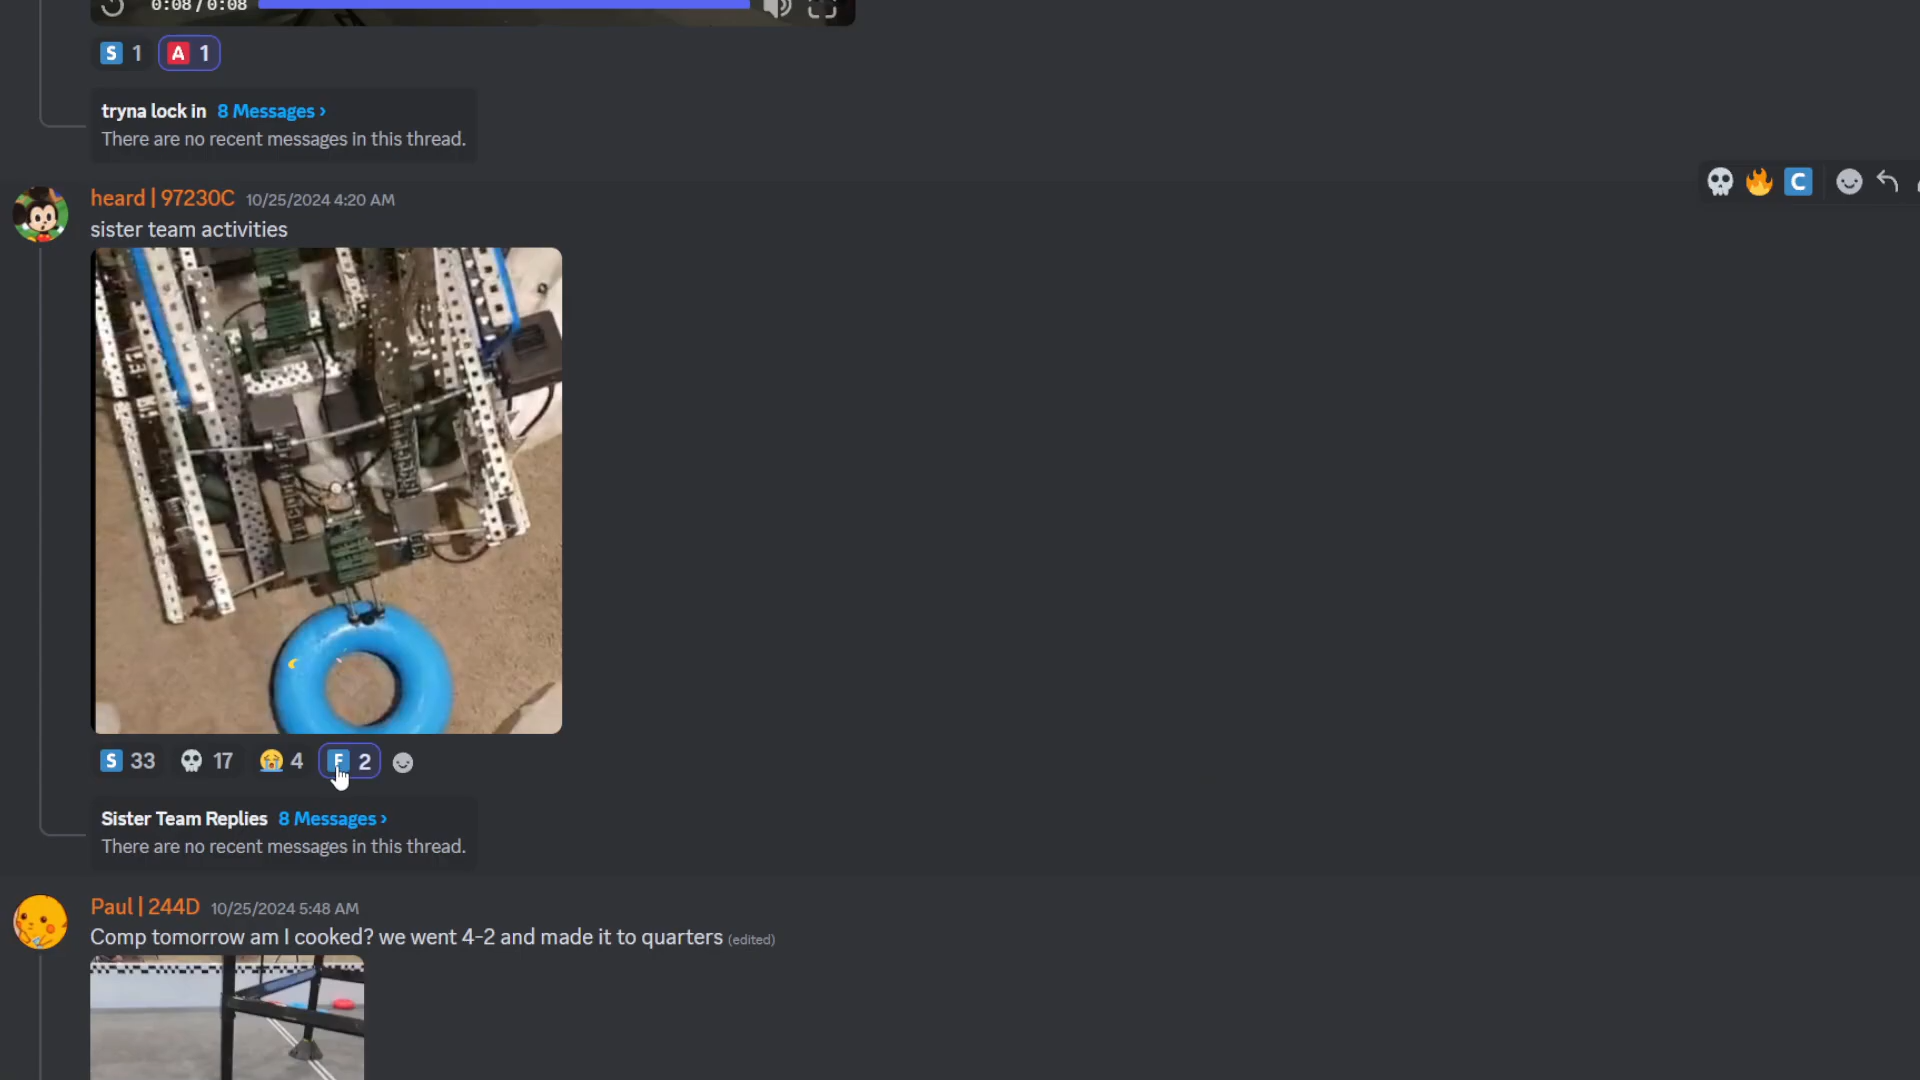 0:08 / 0:08
S 1 A 1
tryna lock in 8 Messages ›
There are no recent messages in this thread.
C
heard | 97230C 10/25/2024 4:20 AM
sister team activities
S 33 17 4 F 2
Sister Team Replies 8 Messages ›
There are no recent messages in this thread.
Paul | 244D 10/25/2024 5:48 AM
Comp tomorrow am I cooked? we went 4-2 and made it to quarters (edited)